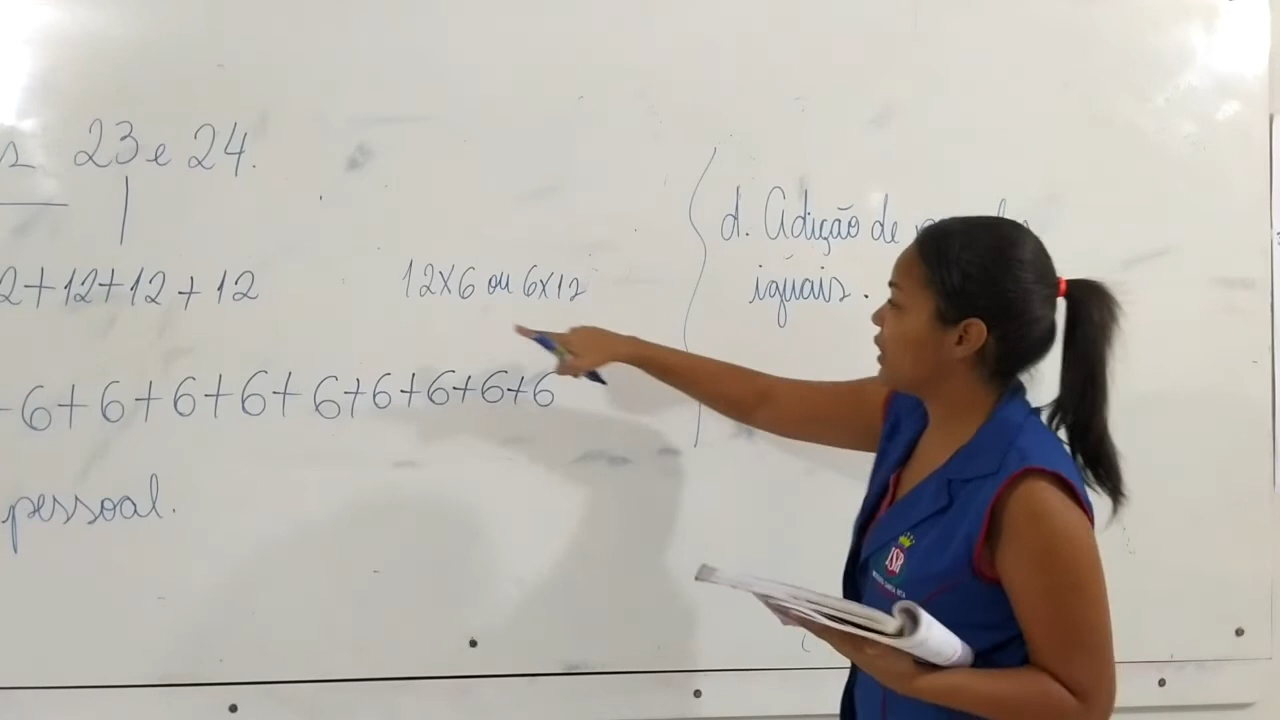 23 e 24.
2+12+12+12
12x6 ou 6x12
-6+6+6+6+6+6+6+6+6
pessoal.
d. Adição de
iguais.
ISR